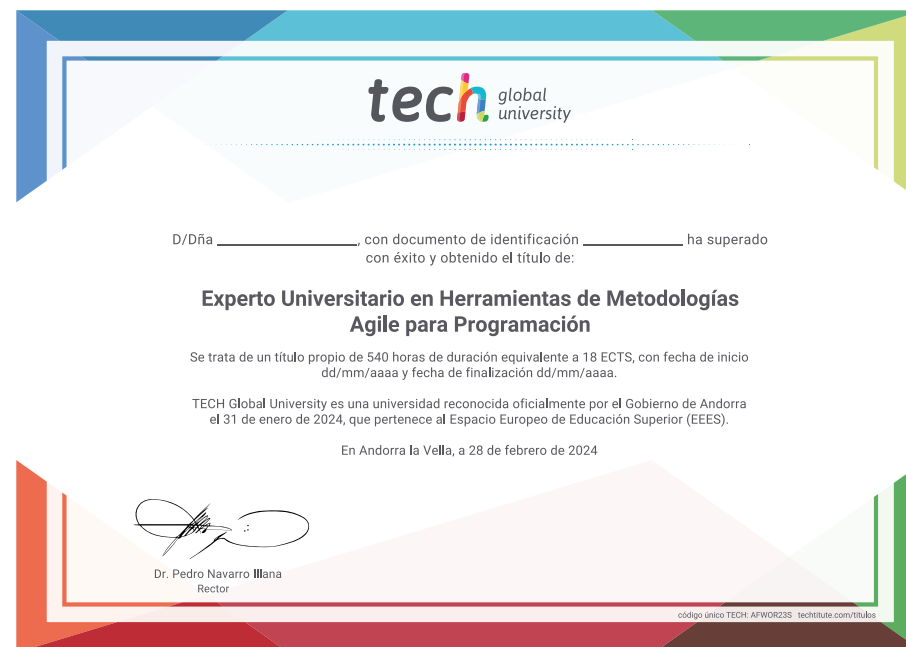 tech global
university
D/Dña ____________________, con documento de identificación ______________ ha superado
con éxito y obtenido el título de:
Experto Universitario en Herramientas de Metodologías
Agile para Programación
Se trata de un título propio de 540 horas de duración equivalente a 18 ECTS, con fecha de inicio
dd/mm/aaaa y fecha de finalización dd/mm/aaaa.
TECH Global University es una universidad reconocida oficialmente por el Gobierno de Andorra
el 31 de enero de 2024, que pertenece al Espacio Europeo de Educación Superior (EEES).
En Andorra la Vella, a 28 de febrero de 2024
Dr. Pedro Navarro Illana
Rector
código único TECH: AFWOR23S techtitute.com/titulos